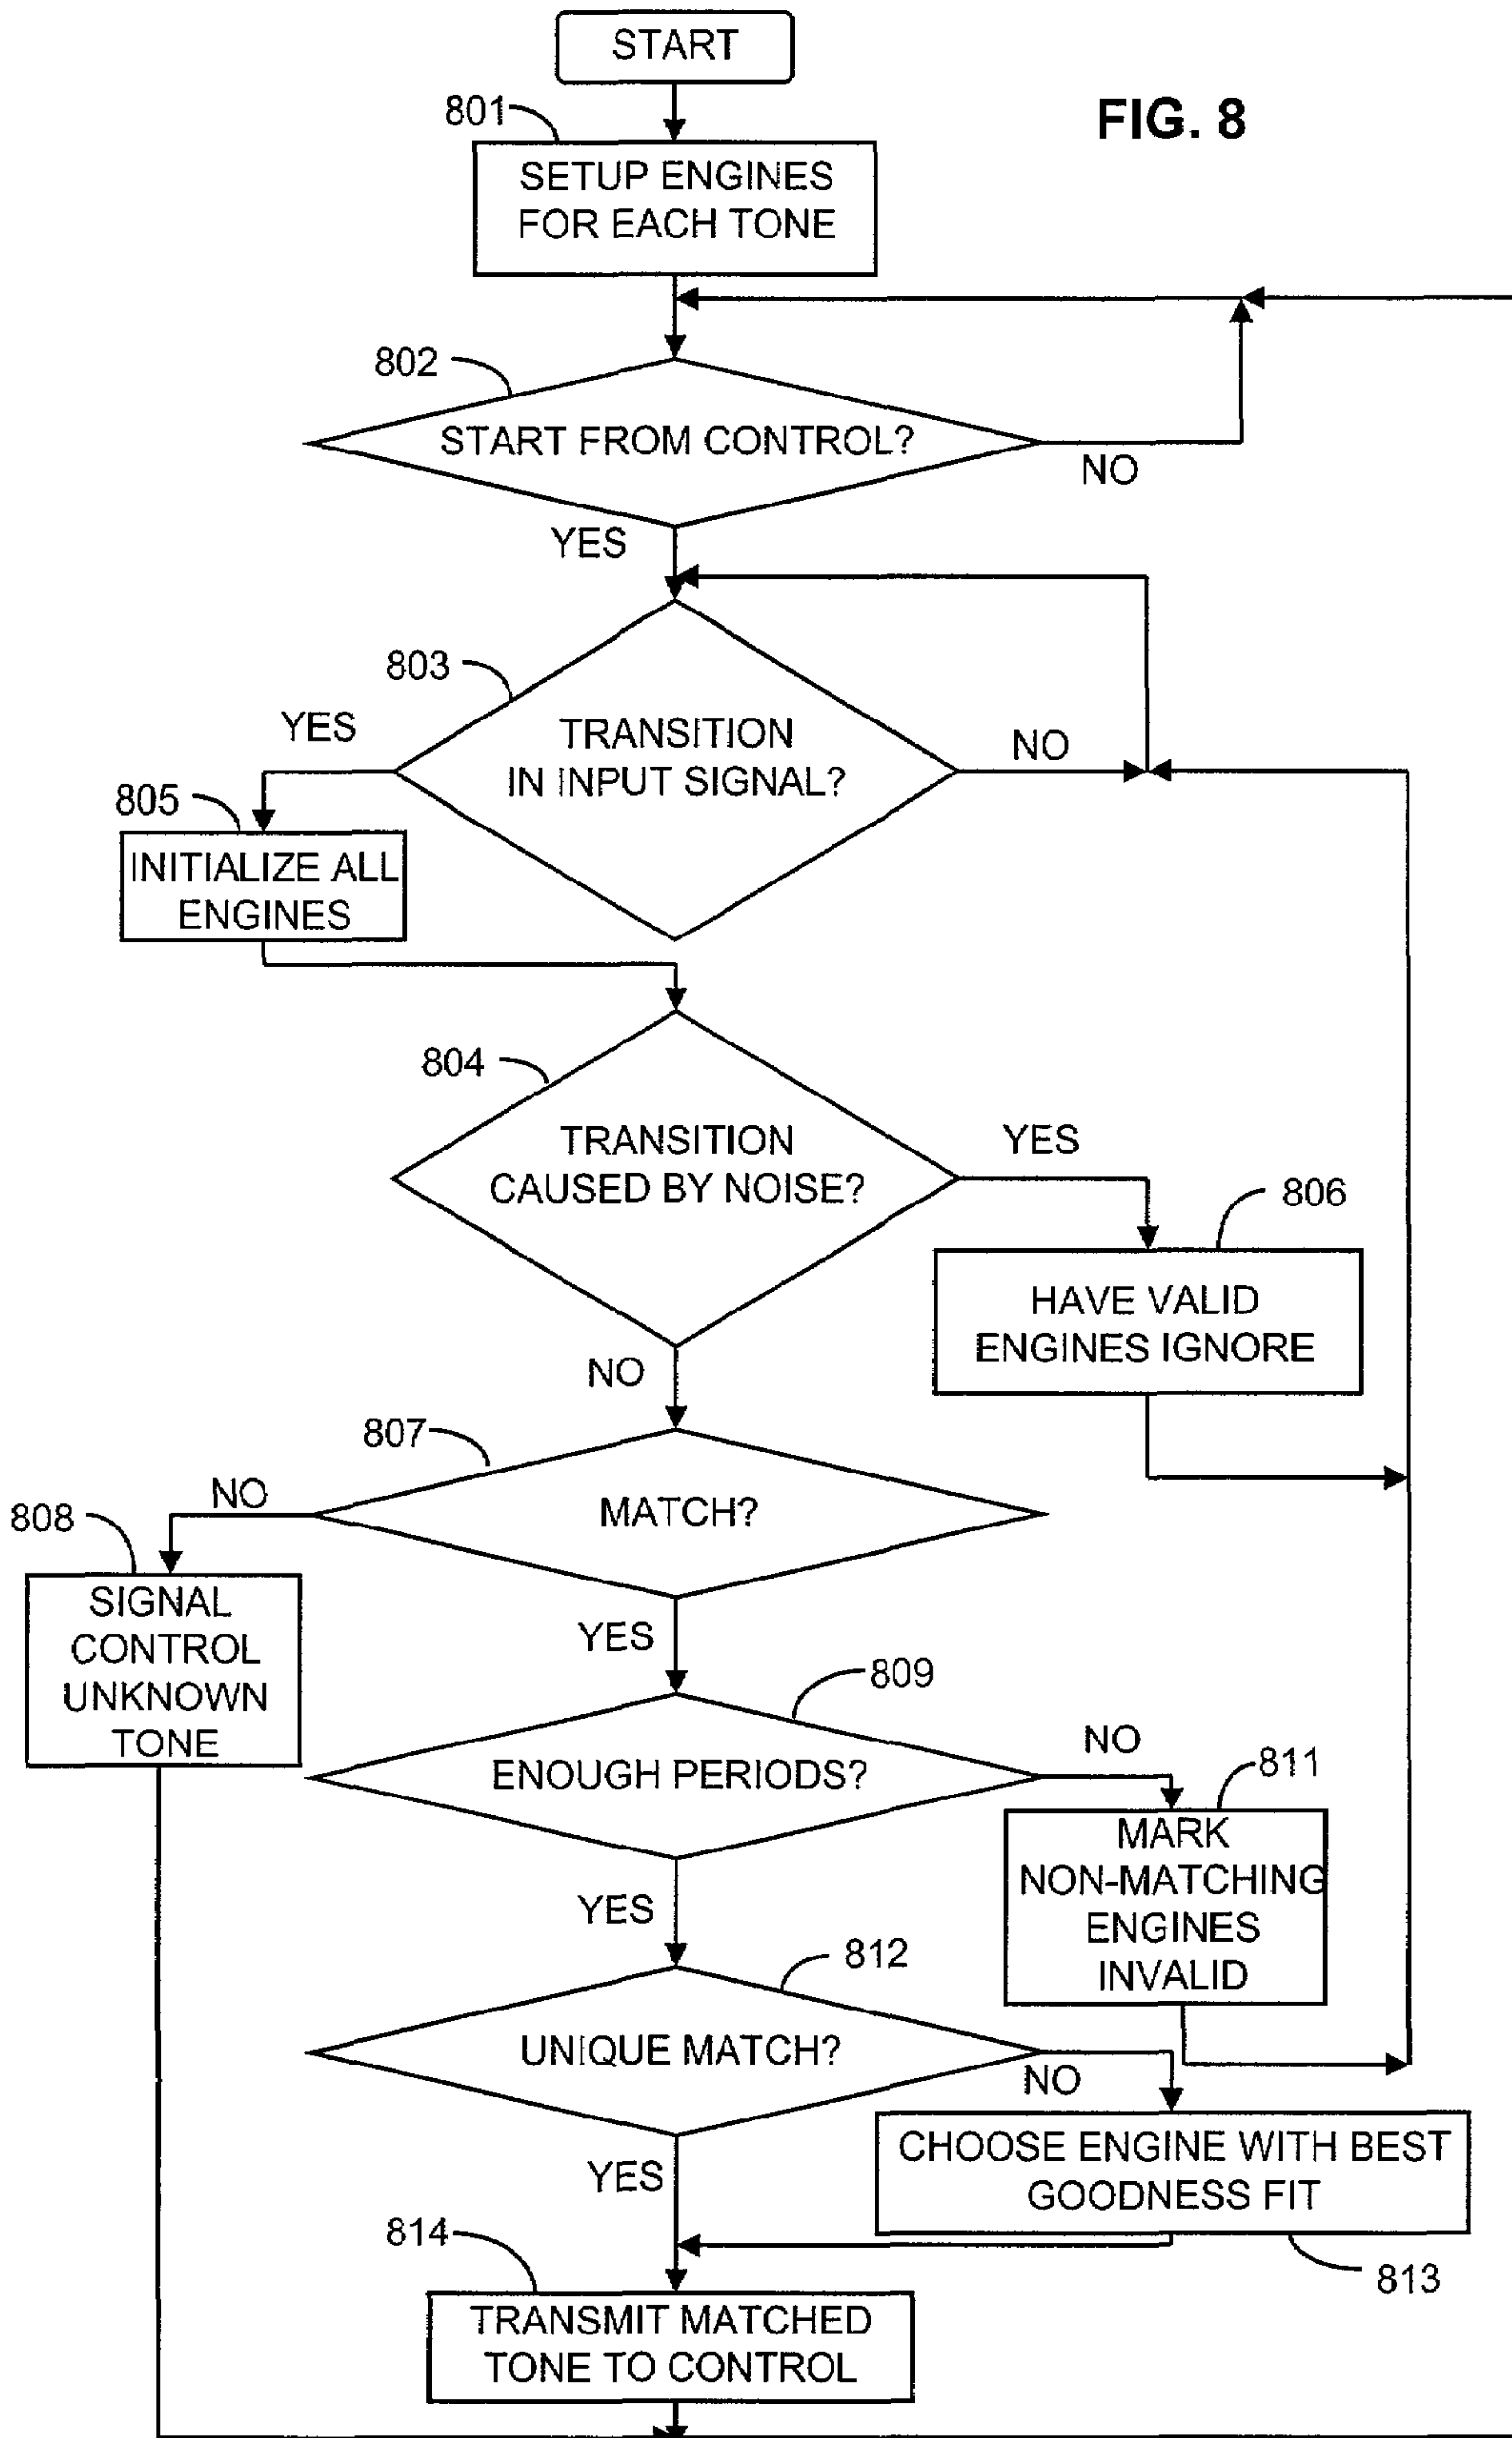 START
FIG. 8
801
SETUP ENGINES
FOR EACH TONE
802
START FROM CONTROL?
NO
YES
803
YES
TRANSITION
IN INPUT SIGNAL?
NO
805
INITIALIZE ALL
ENGINES
804
TRANSITION
CAUSED BY NOISE?
YES
806
HAVE VALID
ENGINES IGNORE
NO
807
NO
MATCH?
808
SIGNAL
CONTROL
UNKNOWN
TONE
YES
809
ENOUGH PERIODS?
NO
811
MARK
NON-MATCHING
ENGINES
INVALID
YES
812
UNIQUE MATCH?
NO
CHOOSE ENGINE WITH BEST
GOODNESS FIT
YES
813
814
TRANSMIT MATCHED
TONE TO CONTROL